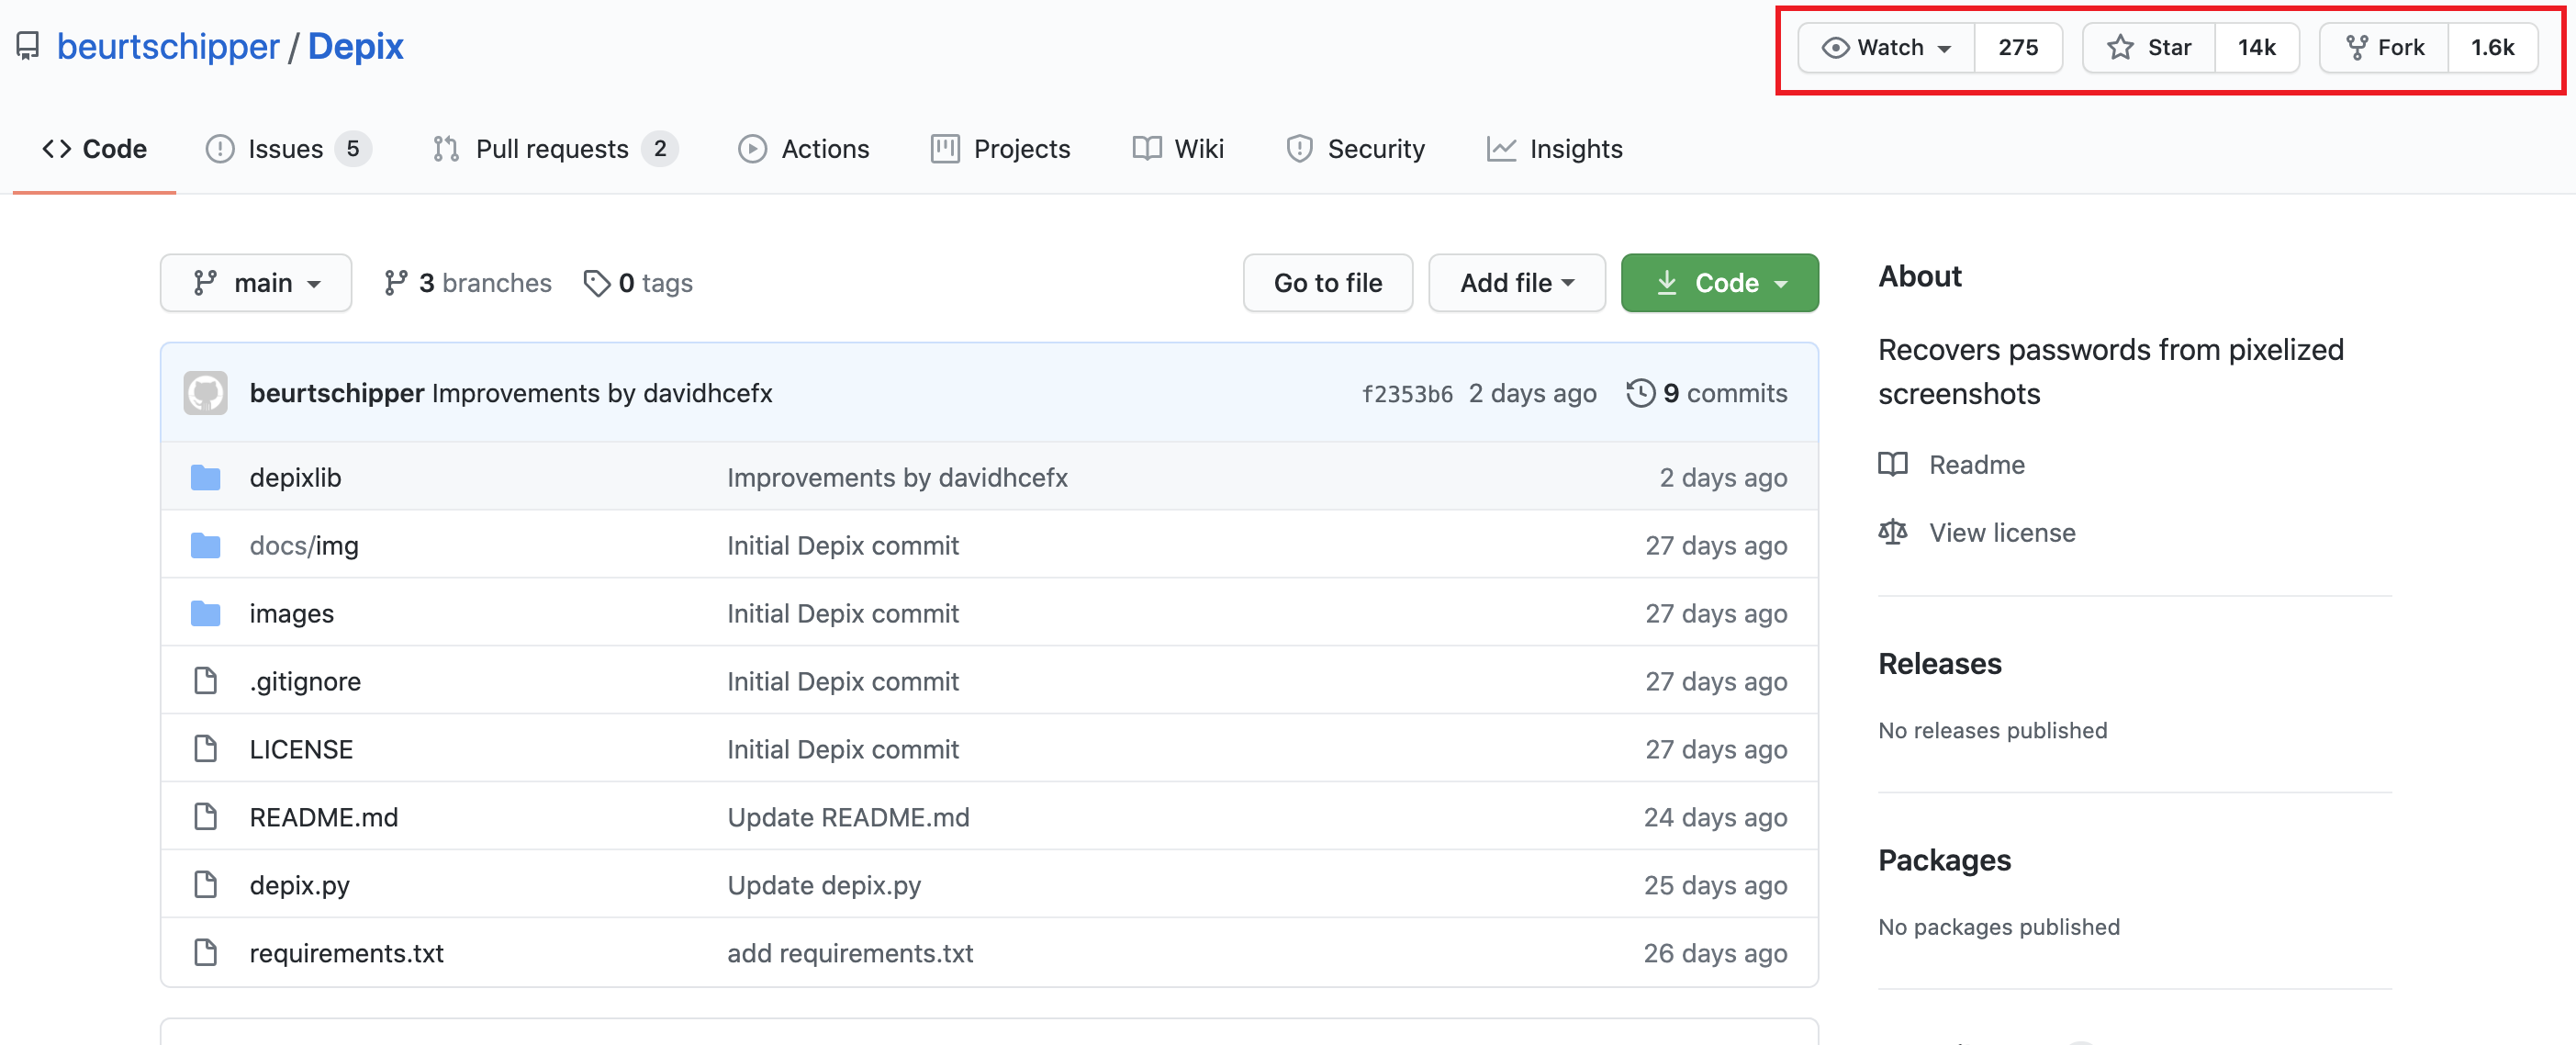 beurtschipper / Depix
Watch 275 Star 14k Fork 1.6k
Code Issues 5 Pull requests 2 Actions Projects Wiki Security Insights
main 3 branches 0 tags Go to file Add file Code
beurtschipper Improvements by davidhcefx f2353b6 2 days ago 9 commits
depixlib Improvements by davidhcefx 2 days ago
docs/img Initial Depix commit 27 days ago
images Initial Depix commit 27 days ago
.gitignore Initial Depix commit 27 days ago
LICENSE Initial Depix commit 27 days ago
README.md Update README.md 24 days ago
depix.py Update depix.py 25 days ago
requirements.txt add requirements.txt 26 days ago
About
Recovers passwords from pixelized
screenshots
Readme
View license
Releases
No releases published
Packages
No packages published